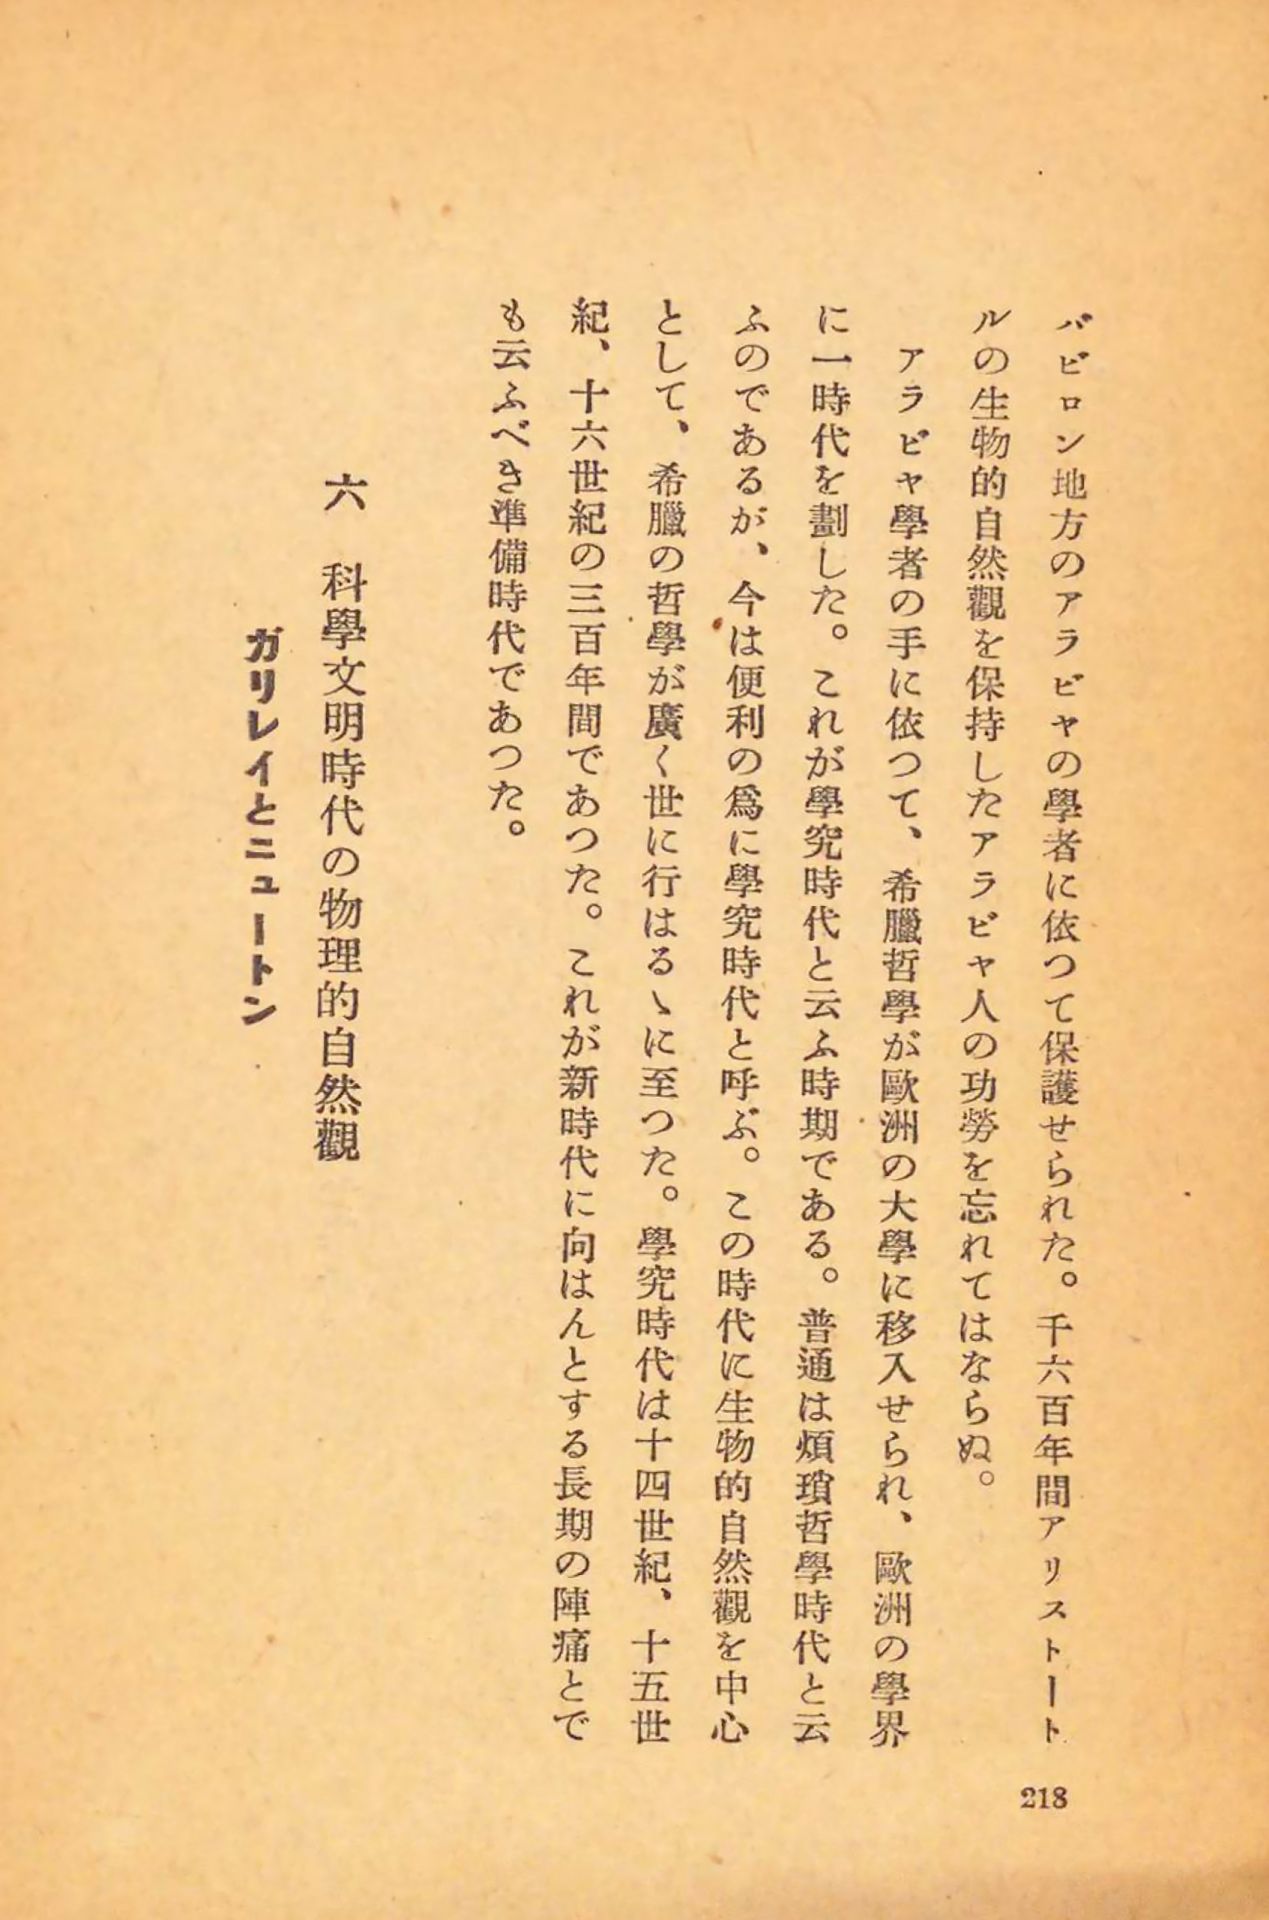 バビロン地方のアラビヤの學者に依つて保護せられた。千六百年間アリストート
ルの生物的自然觀を保持したアラビヤ人の功勞を忘れてはならぬ。
アラビヤ學者の手に依つて、希臘哲學が歐洲の大學に移入せられ、歐洲の學界
に一時代を劃した。これが學究時代と云ふ時期である。普通は煩瑣哲學時代と云
ふのであるが、今は便利の爲に學究時代と呼ぶ。この時代に生物的自然觀を中心
として、希臘の哲學が廣く世に行はるゝに至つた。學究時代は十四世紀、十五世
紀、十六世紀の三百年間であつた。これが新時代に向はんとする長期の陣痛とで
も云ふべき準備時代であつた。
六　科學文明時代の物理的自然觀
ガリレイとニュートン
218